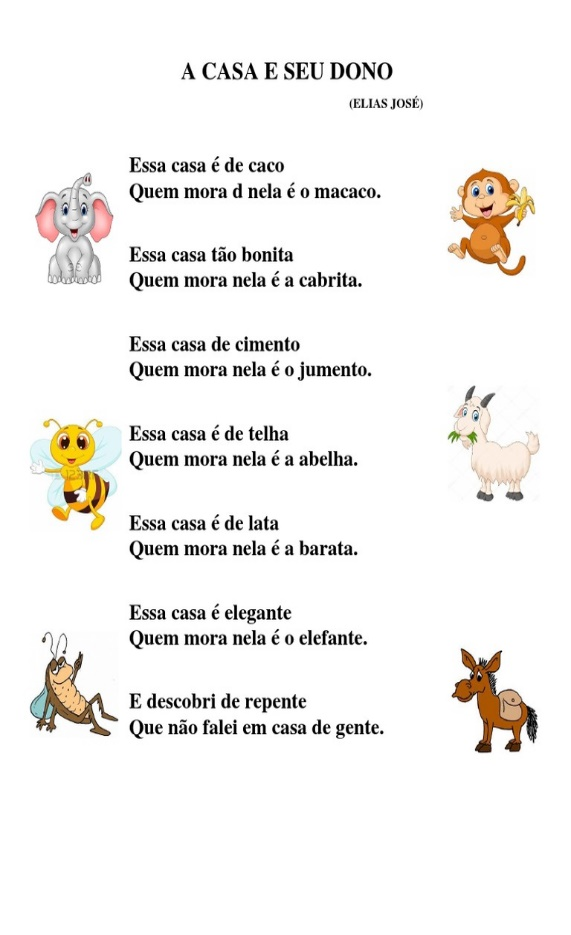 A CASA E SEU DONO
(ELIAS JOSÉ)
Essa casa é de caco
Quem mora d nela é o macaco.
Essa casa tão bonita
Quem mora nela é a cabrita.
Essa casa de cimento
Quem mora nela é o jumento.
Essa casa é de telha
Quem mora nela é a abelha.
Essa casa é de lata
Quem mora nela é a barata.
Essa casa é elegante
Quem mora nela é o elefante.
E descobri de repente
Que não falei em casa de gente.